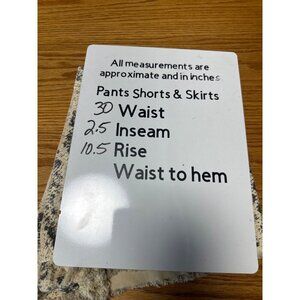 All measurements are
approximate and in inches
Pants Shorts & Skirts
30 Waist
2.5 Inseam
10.5 Rise
Waist to hem